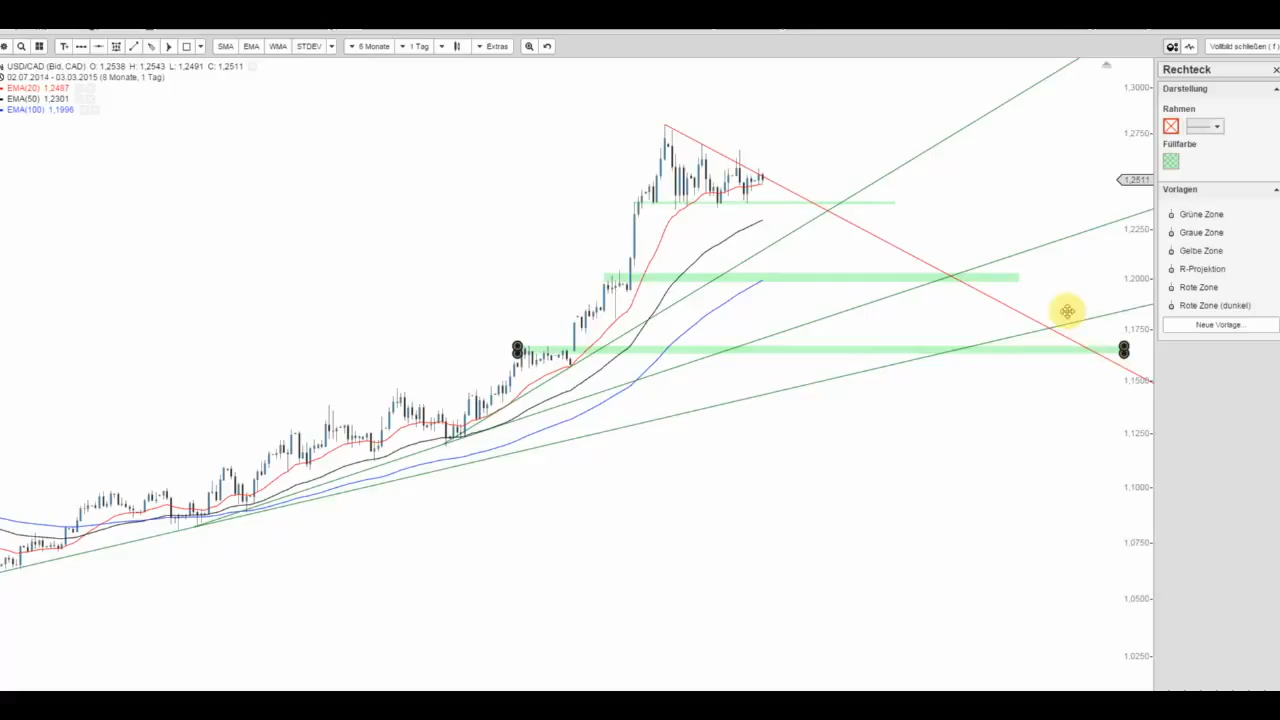 T SMA EMA WMA STDEV 6 Monate 1 Tag Extras Vollbild schließen ( f )
USD/CAD (Bid, CAD) O: 1,2538 H: 1,2543 L: 1,2491 C: 1,2511
02.07.2014 - 03.03.2015 (8 Monate, 1 Tag)
EMA(20) 1,2487
EMA(50) 1,2301
EMA(100) 1,1996
1,3000
1,2750
1,2511
1,2250
1,2000
1,1750
1,1500
1,1250
1,1000
1,0750
1,0500
1,0250
Rechteck
Darstellung
Rahmen
Füllfarbe
Vorlagen
Grüne Zone
Graue Zone
Gelbe Zone
R-Projektion
Rote Zone
Rote Zone (dunkel)
Neue Vorlage...